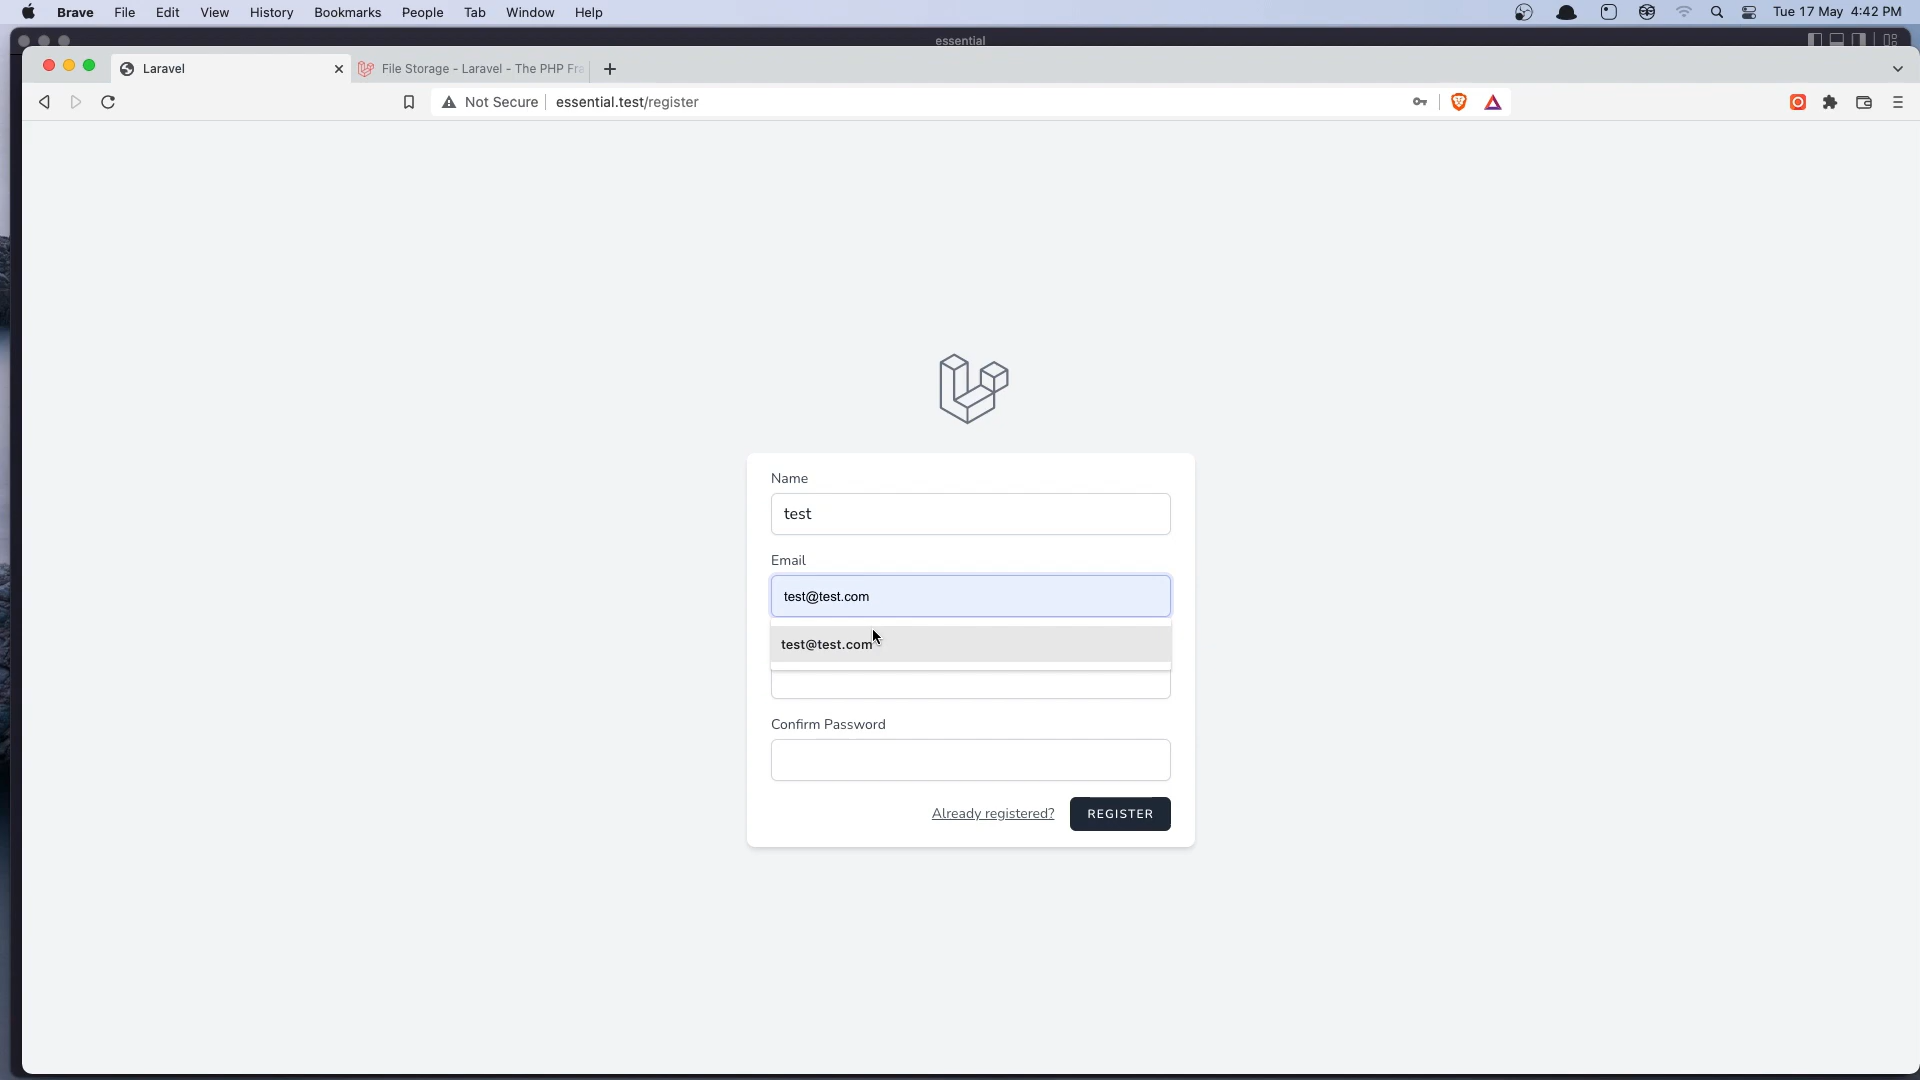 Brave File Edit View History Bookmarks People Tab Window Help Tue 17 May 4:42 PM
essential
Laravel File Storage - Laravel - The PHP Fra
Not Secure essential.test/register
Name
test
Email
test@test.com
test@test.com
Confirm Password
Already registered? REGISTER